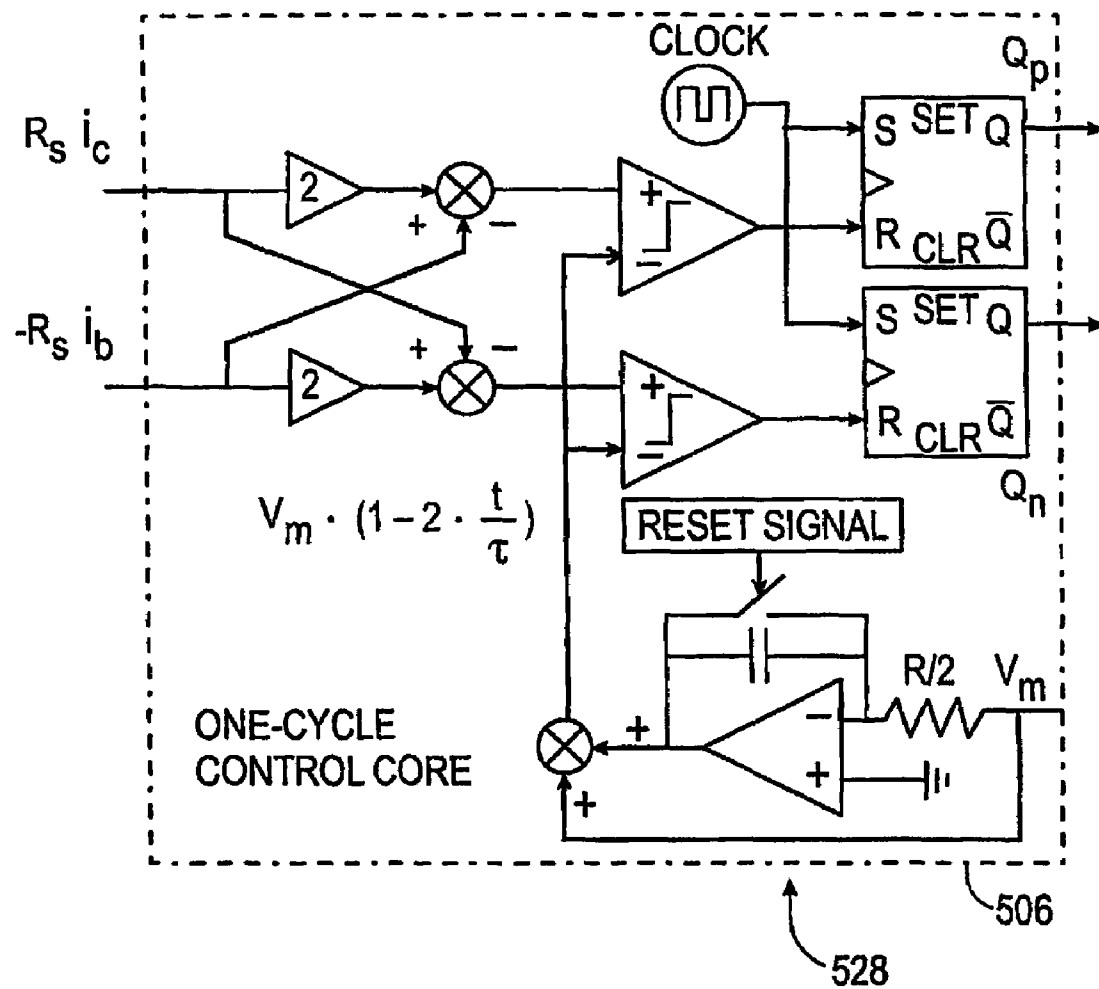 CLOCK
Qp
Rs ic
S SET Q
2
+
−
+
−
R CLR Q̅
S SET Q
-Rs ib
2
+
−
+
−
R CLR Q̅
Qn
Vm · (1 − 2 · t/τ)
RESET SIGNAL
R/2
Vm
ONE-CYCLE
CONTROL CORE
+
−
+
+
506
528